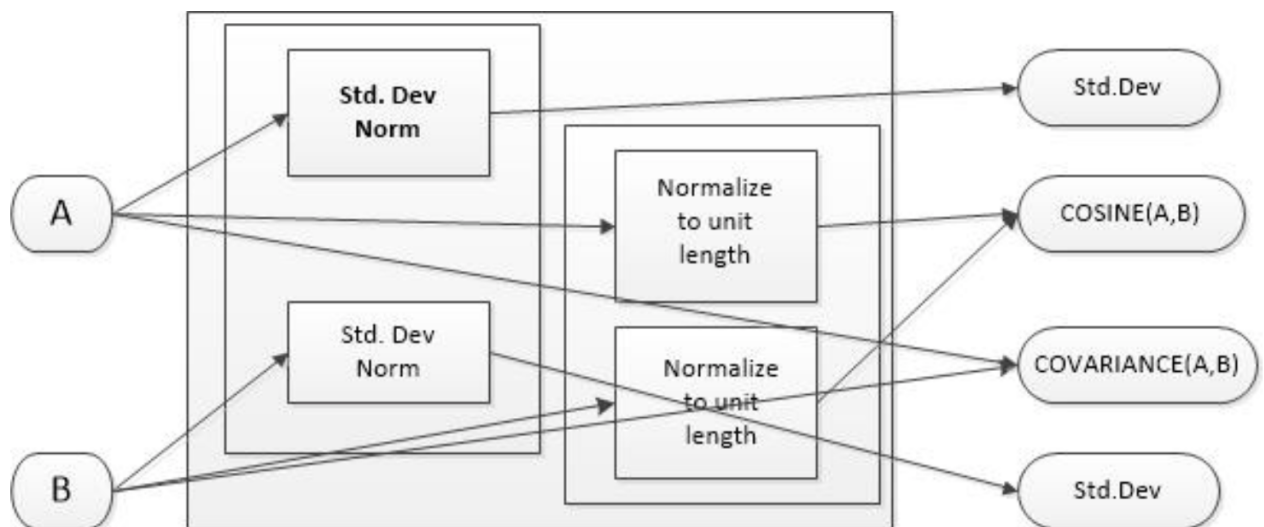 Std. Dev
Norm
Std.Dev
A
Normalize
to unit
length
COSINE(A,B)
Std. Dev
Norm
Normalize
to unit
length
COVARIANCE(A,B)
B
Std.Dev